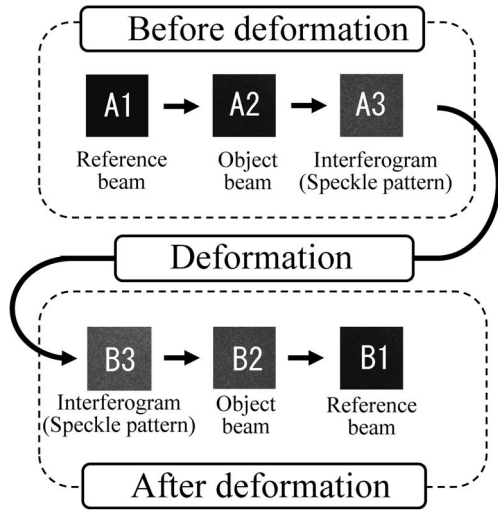 Before deformation
A1 A2 A3
Reference beam
Object beam
Interferogram
(Speckle pattern)
Deformation
B3 B2 B1
Interferogram
(Speckle pattern)
Object beam
Reference beam
After deformation